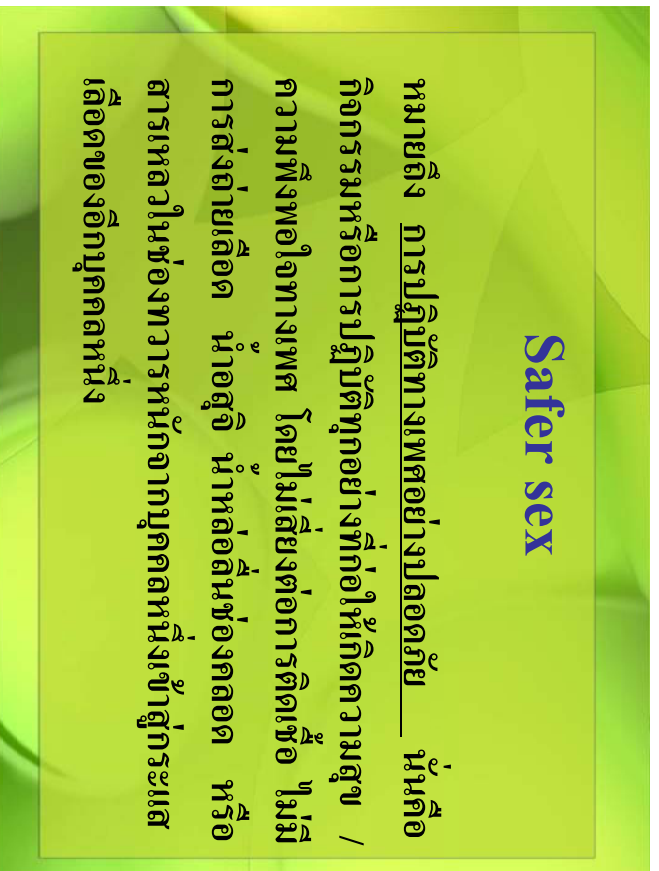 Safer sex
หมายถึง การปฏิบัติทางเพศอย่างปลอดภัย นั่นคือ
กิจกรรมหรือการปฏิบัติทุกอย่างที่ก่อให้เกิดความสุข /
ความพึงพอใจทางเพศ โดยไม่เสี่ยงต่อการติดเชื้อ ไม่มี
การส่งถ่ายเลือด น้ำอสุจิ น้ำหล่อลื่นช่องคลอด หรือ
สารเหลวในช่องทวารหนักจากบุคคลหนึ่งเข้าสู่กระแส
เลือดของอีกบุคคลหนึ่ง